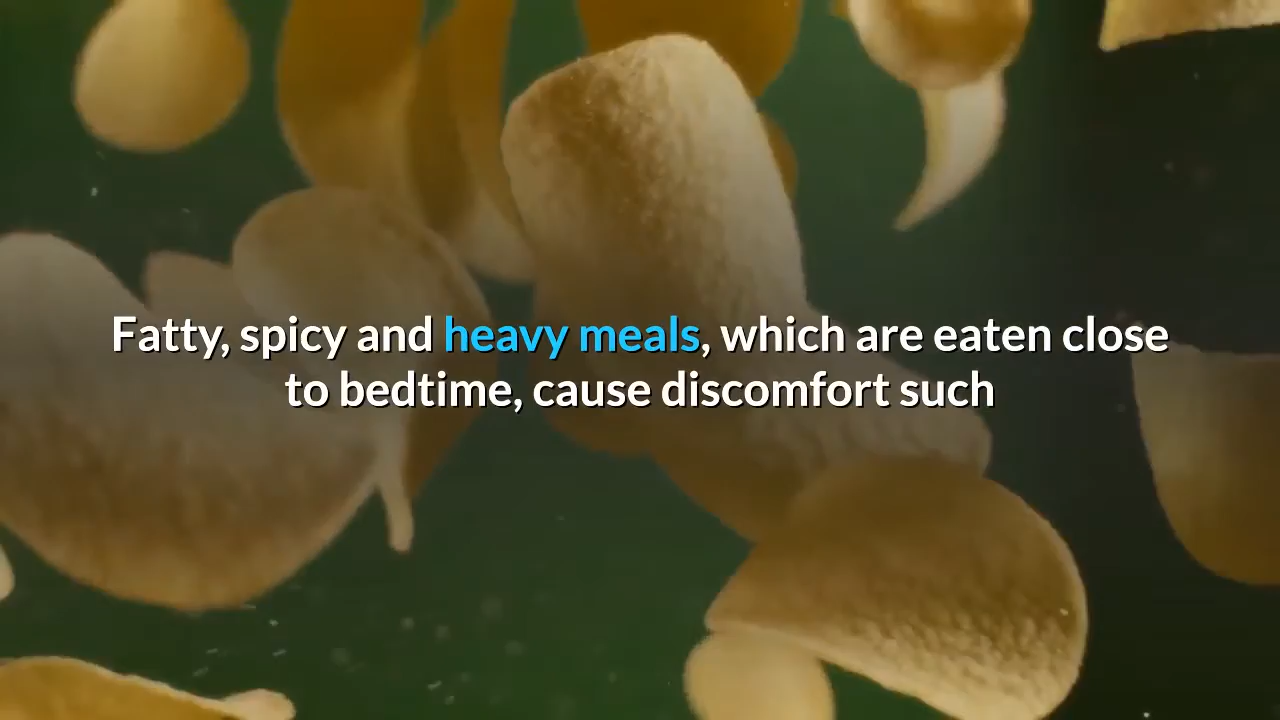 Fatty, spicy and heavy meals, which are eaten close
to bedtime, cause discomfort such